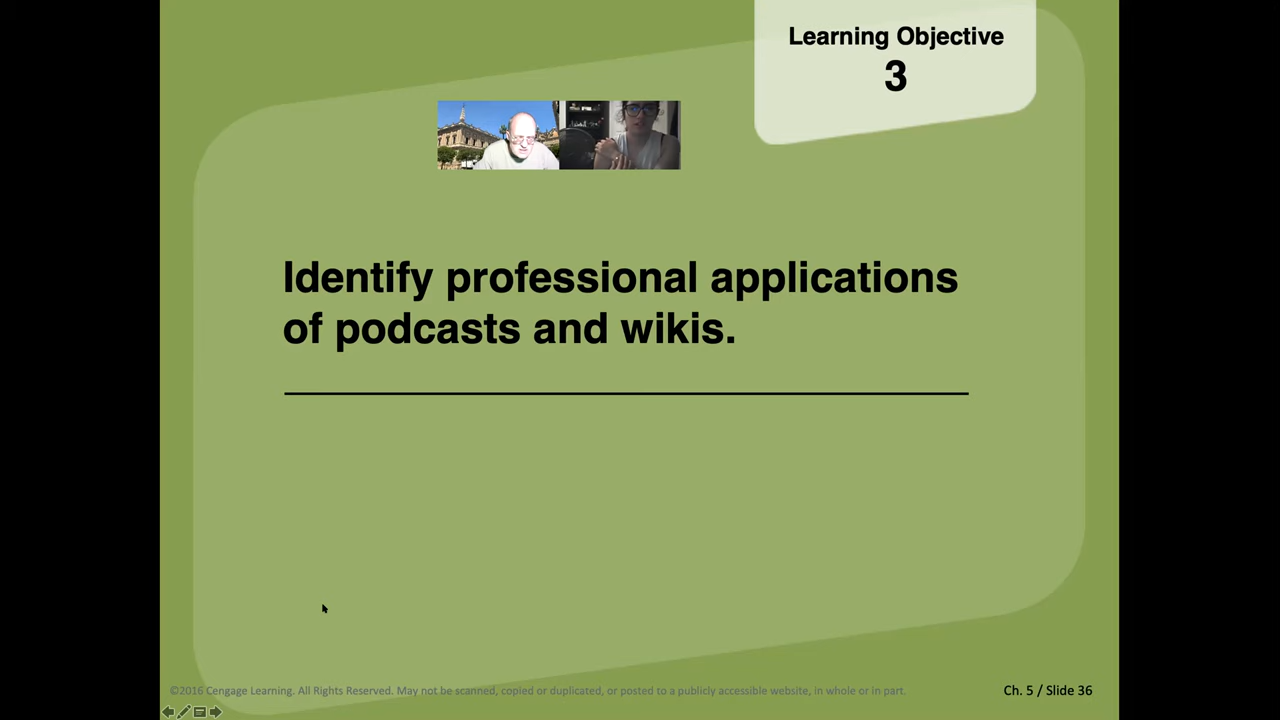 Learning Objective
3
Identify professional applications
of podcasts and wikis.
©2016 Cengage Learning. All Rights Reserved. May not be scanned, copied or duplicated, or posted to a publicly accessible website, in whole or in part.
Ch. 5 / Slide 36